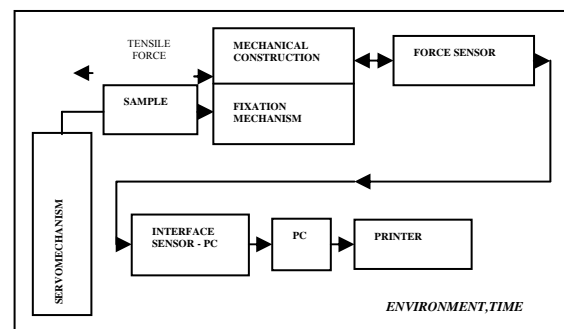 TENSILE
FORCE
MECHANICAL
CONSTRUCTION
FORCE SENSOR
SAMPLE
FIXATION
MECHANISM
SERVOMECHANISM
INTERFACE
SENSOR - PC
PC
PRINTER
ENVIRONMENT,TIME